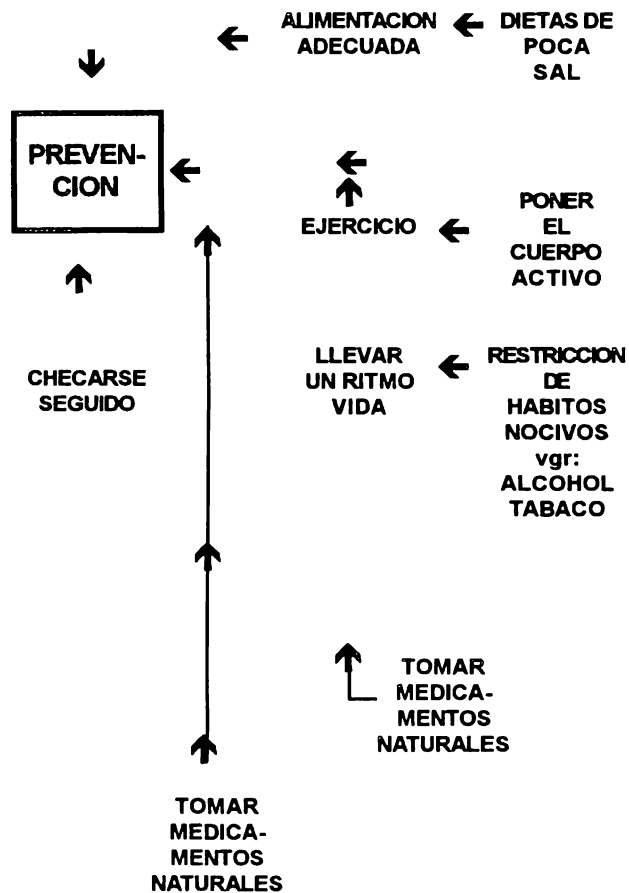 ALIMENTACION
ADECUADA
DIETAS DE
POCA
SAL
PREVEN-
CION
EJERCICIO
PONER
EL
CUERPO
ACTIVO
CHECARSE
SEGUIDO
LLEVAR
UN RITMO
VIDA
RESTRICCION
DE
HABITOS
NOCIVOS
vgr:
ALCOHOL
TABACO
TOMAR
MEDICA-
MENTOS
NATURALES
TOMAR
MEDICA-
MENTOS
NATURALES